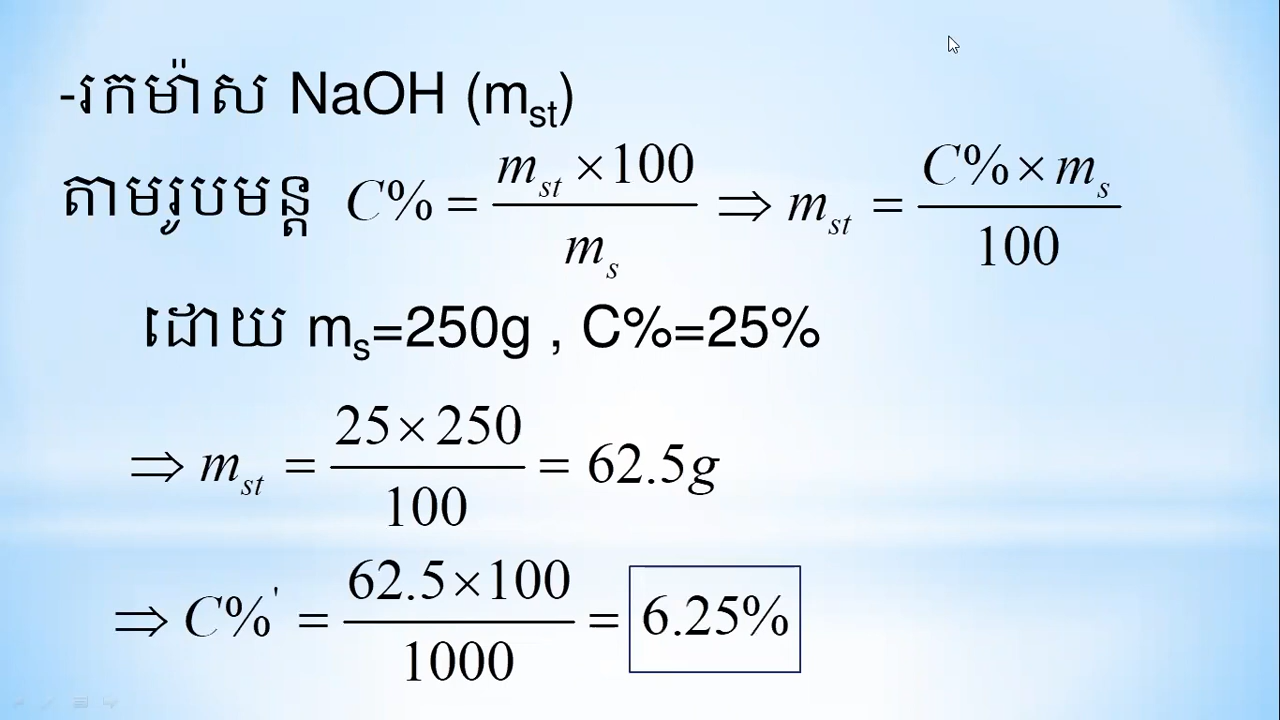 -រកម៉ាស NaOH (mst)
តាមរូបមន្ត C% = mst ×100 / ms ⇒ mst = C%× ms / 100
ដោយ ms=250g , C%=25%
⇒ mst = 25×250 / 100 = 62.5g
⇒ C%' = 62.5×100 / 1000 = 6.25%